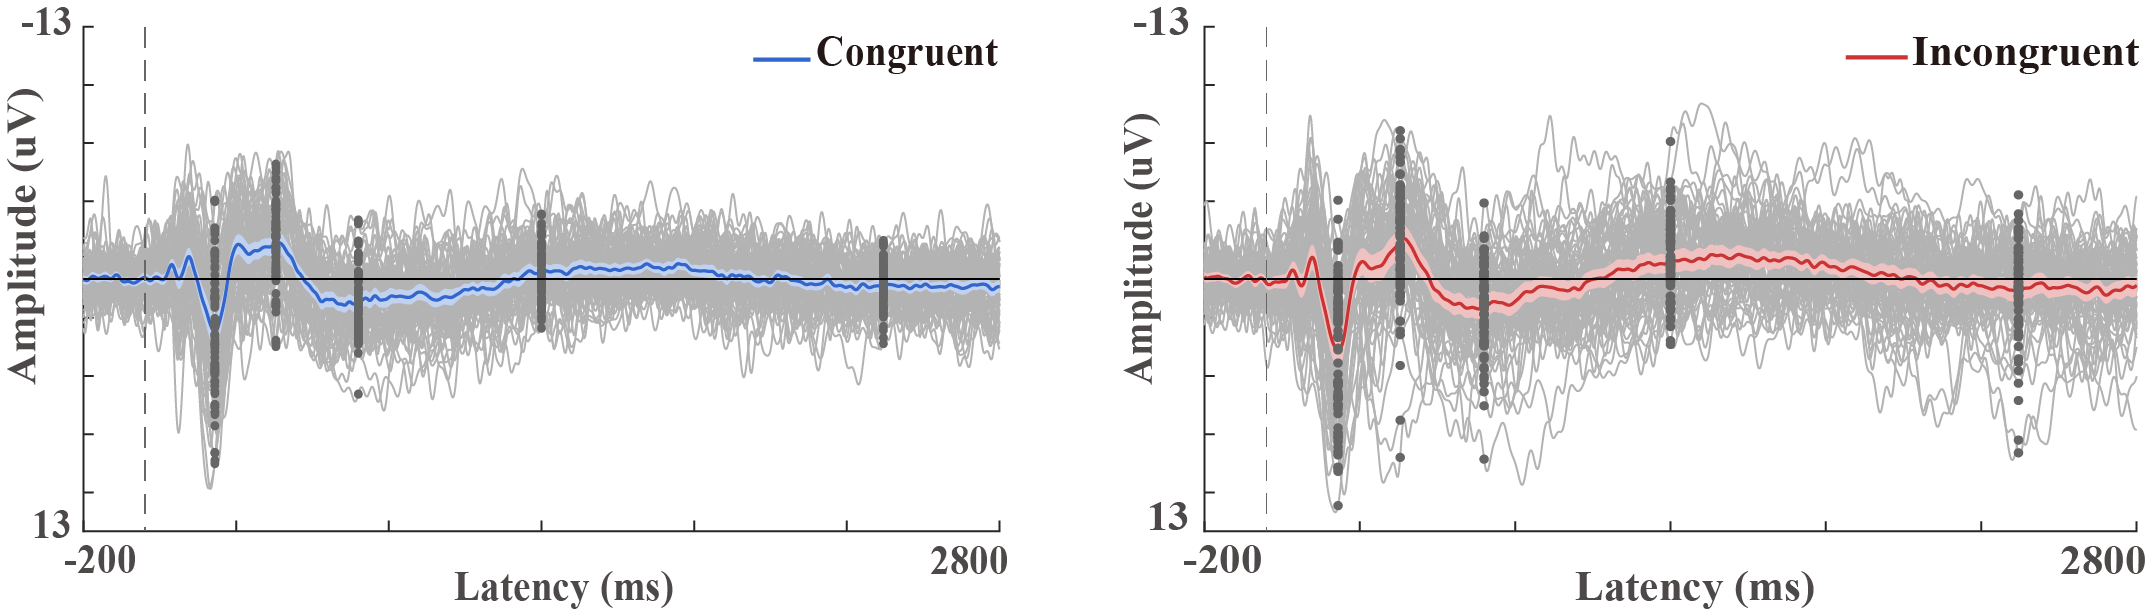 -13
Congruent
Amplitude (uV)
13
-200
2800
Latency (ms)
-13
Incongruent
Amplitude (uV)
13
-200
2800
Latency (ms)